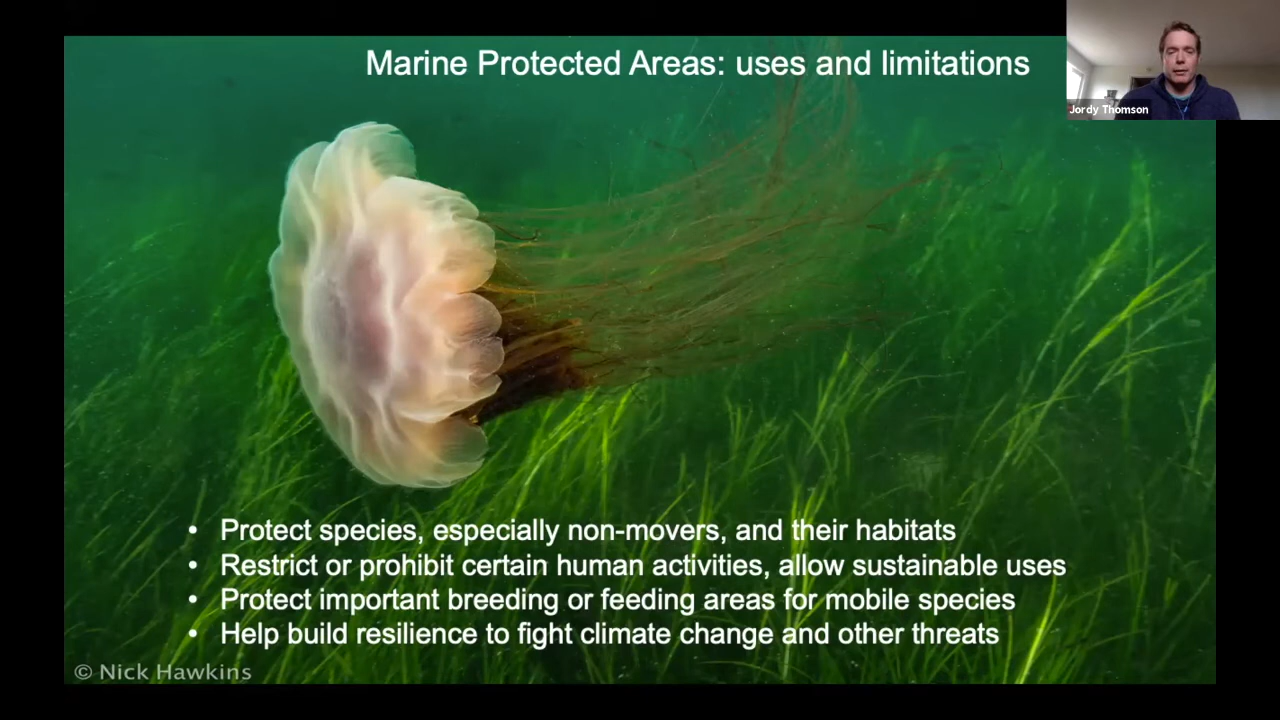 Marine Protected Areas: uses and limitations
Jordy Thomson
• Protect species, especially non-movers, and their habitats
• Restrict or prohibit certain human activities, allow sustainable uses
• Protect important breeding or feeding areas for mobile species
• Help build resilience to fight climate change and other threats
© Nick Hawkins